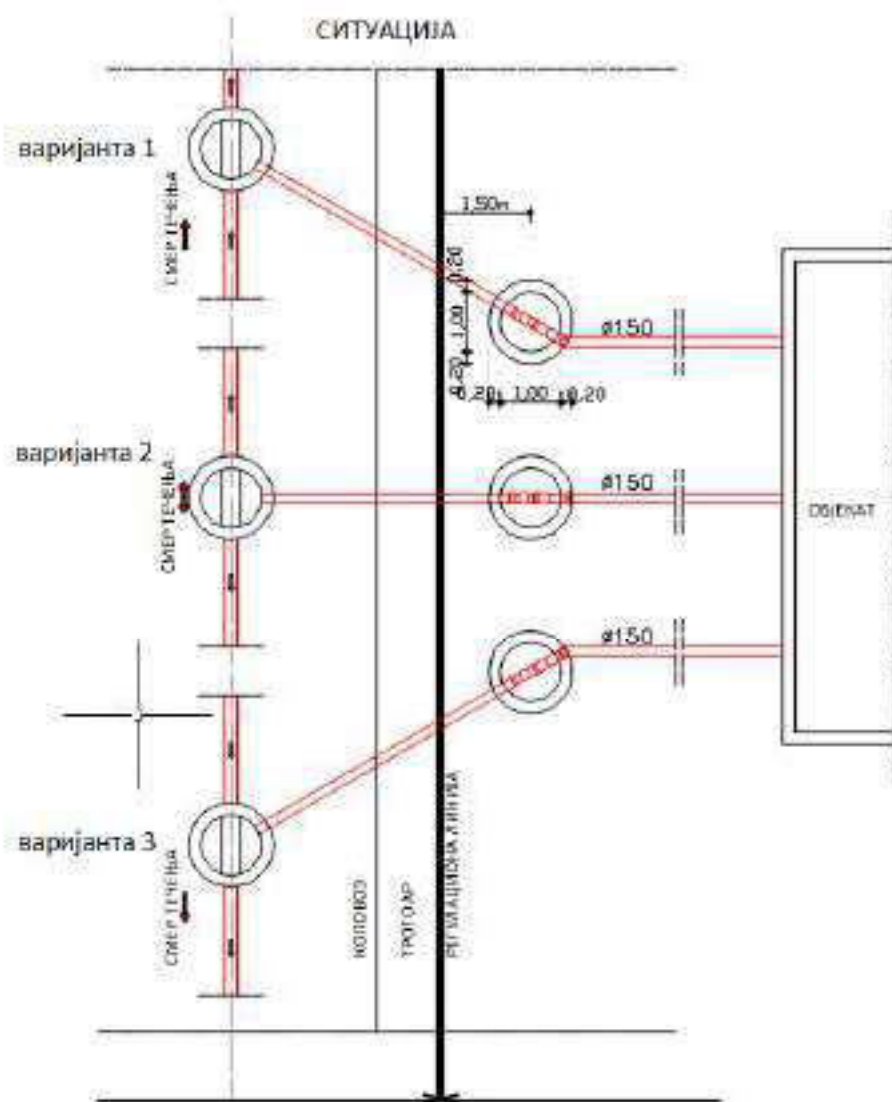 СИТУАЦИЈА
варијанта 1
СМЕР ТЕЧЕЊА
1,50м
0,20
1,00
0,20
0,20 1,00 0,20
ø150
варијанта 2
СМЕР ТЕЧЕЊА
ø150
ОБЈЕКАТ
ø150
варијанта 3
СМЕР ТЕЧЕЊА
КОЛОВОЗ
ТРОТОАР
РЕГУЛАЦИОНА ЛИНИЈА